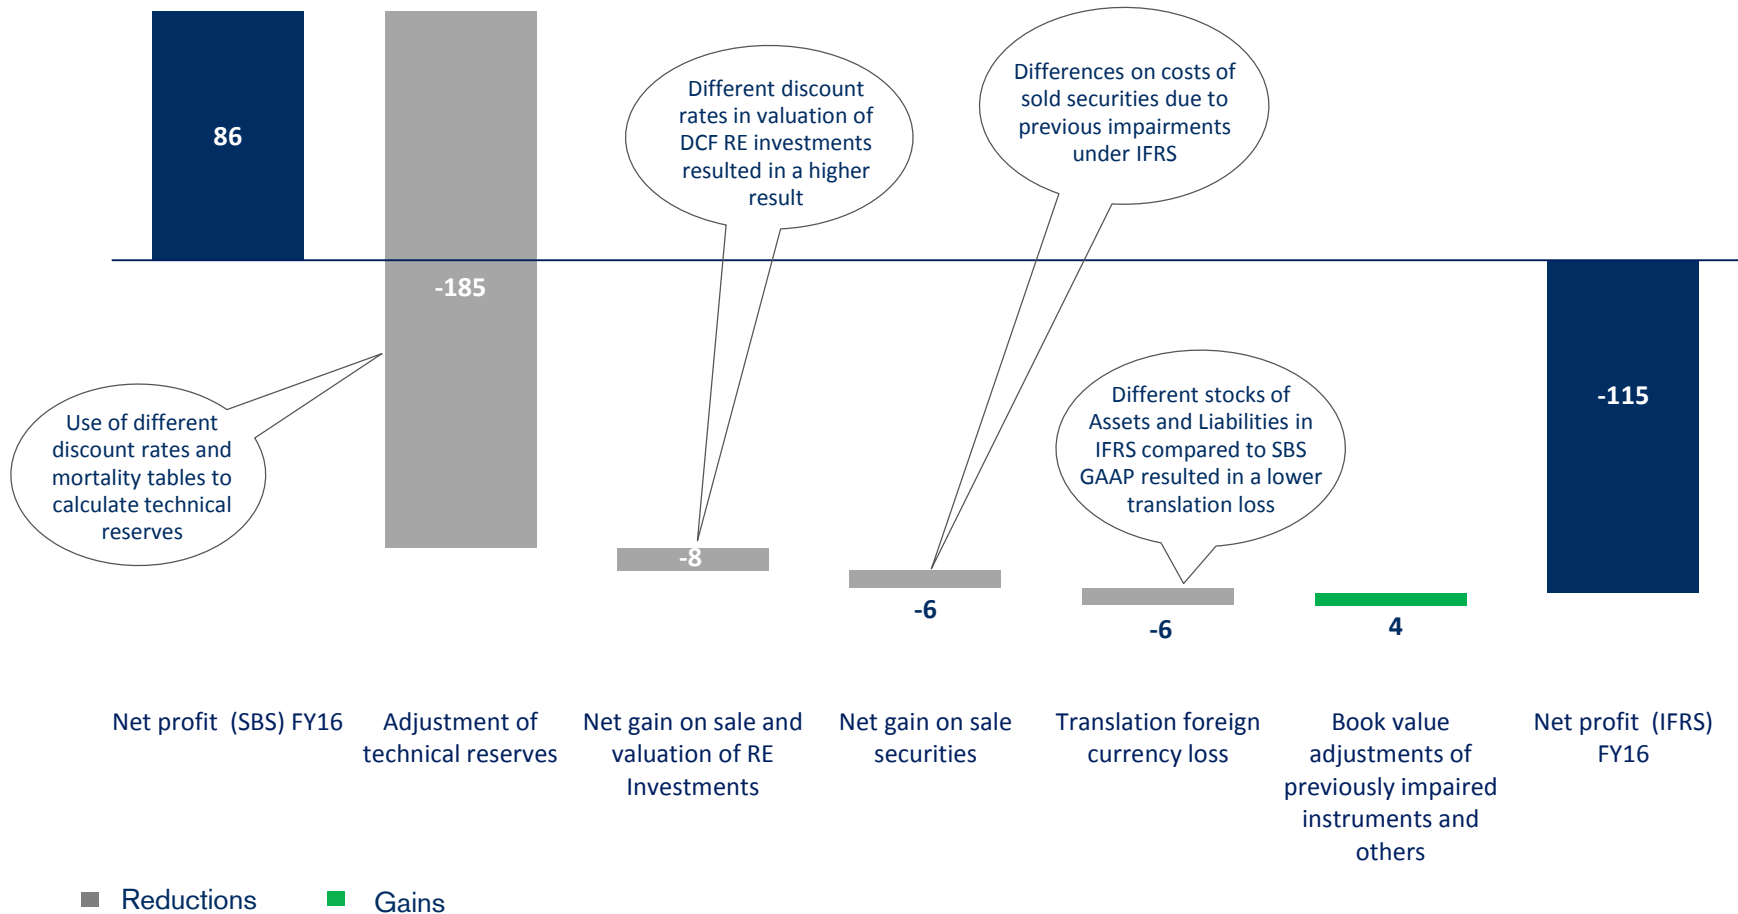 86
-185
Different discount
rates in valuation of
DCF RE investments
resulted in a higher
result
Differences on costs of
sold securities due to
previous impairments
under IFRS
Use of different
discount rates and
mortality tables to
calculate technical
reserves
-8
-6
Different stocks of
Assets and Liabilities in
IFRS compared to SBS
GAAP resulted in a lower
translation loss
-6
4
-115
Net profit  (SBS) FY16
Adjustment of
technical reserves
Net gain on sale and
valuation of RE
Investments
Net gain on sale
securities
Translation foreign
currency loss
Book value
adjustments of
previously impaired
instruments and
others
Net profit  (IFRS)
FY16
Reductions
Gains